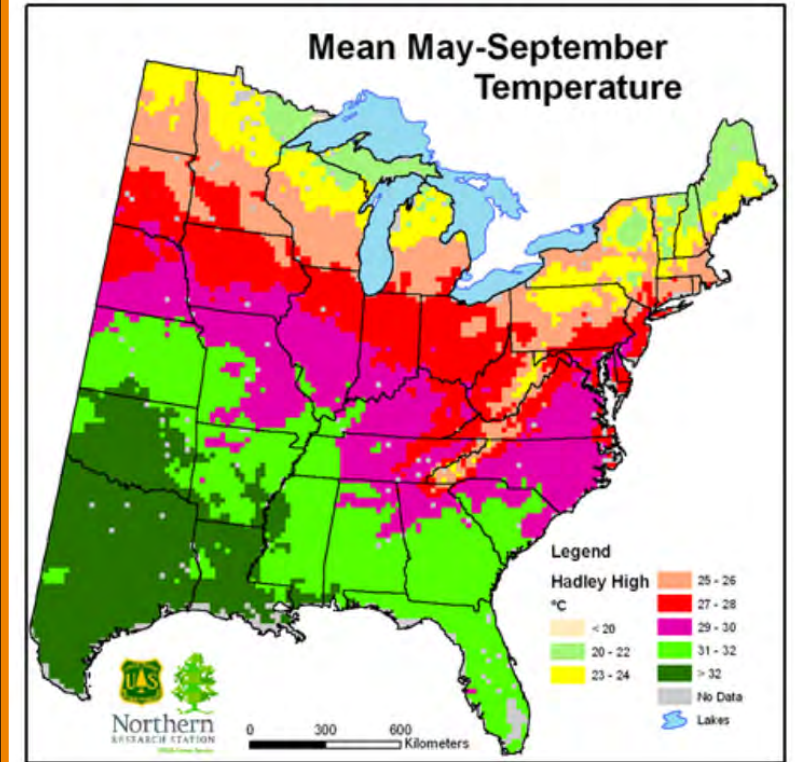 Mean May-September
Temperature
Legend
Hadley High
°C
< 20
20 - 22
23 - 24
25 - 26
27 - 28
29 - 30
31 - 32
> 32
No Data
Lakes
U S
Northern
RESEARCH STATION
0 300 600
Kilometers